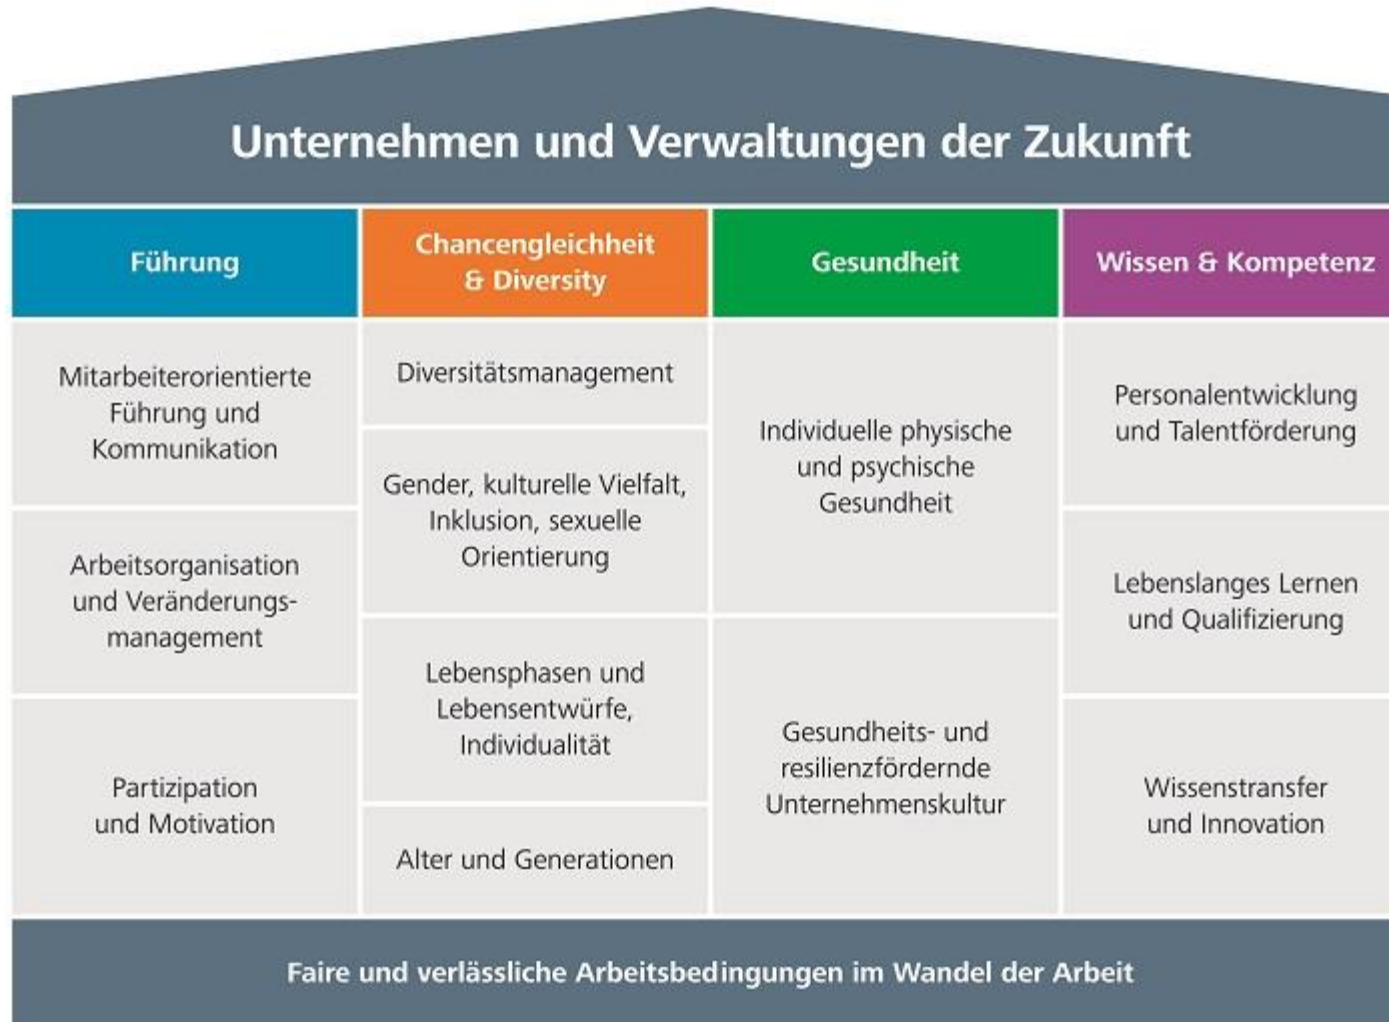 Unternehmen und Verwaltungen der Zukunft
Führung
Mitarbeiterorientierte
Führung und
Kommunikation
Arbeitsorganisation
und Veränderungs-
management
Partizipation
und Motivation
Chancengleichheit
& Diversity
Diversitätsmanagement
Gender, kulturelle Vielfalt,
Inklusion, sexuelle
Orientierung
Lebensphasen und
Lebensentwürfe,
Individualität
Alter und Generationen
Gesundheit
Individuelle physische
und psychische
Gesundheit
Gesundheits- und
resilienzfördernde
Unternehmenskultur
Wissen & Kompetenz
Personalentwicklung
und Talentförderung
Lebenslanges Lernen
und Qualifizierung
Wissenstransfer
und Innovation
Faire und verlässliche Arbeitsbedingungen im Wandel der Arbeit